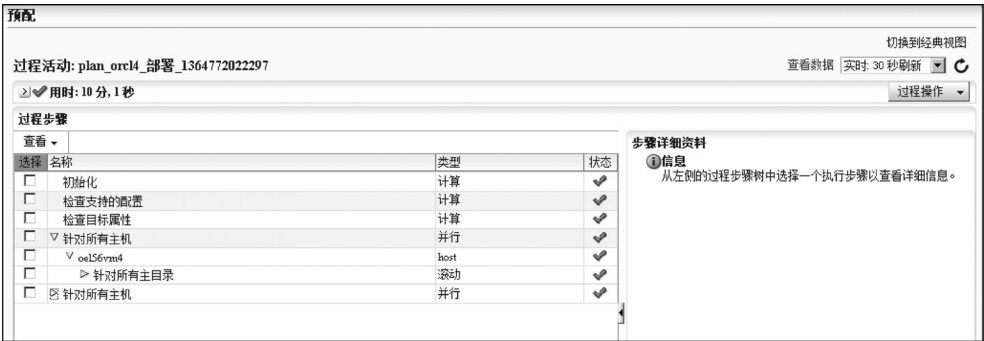 预配
切换到经典视图
过程活动: plan_orcl4_部署_1364772022297
查看数据 实时: 30 秒刷新
用时: 10 分, 1 秒
过程操作
过程步骤
查看
步骤详细资料
选择 名称 类型 状态
信息
从左侧的过程步骤树中选择一个执行步骤以查看详细信息。
初始化 计算
检查支持的配置 计算
检查目标属性 计算
针对所有主机 并行
oel56vm4 host
针对所有主目录 滚动
针对所有主机 并行